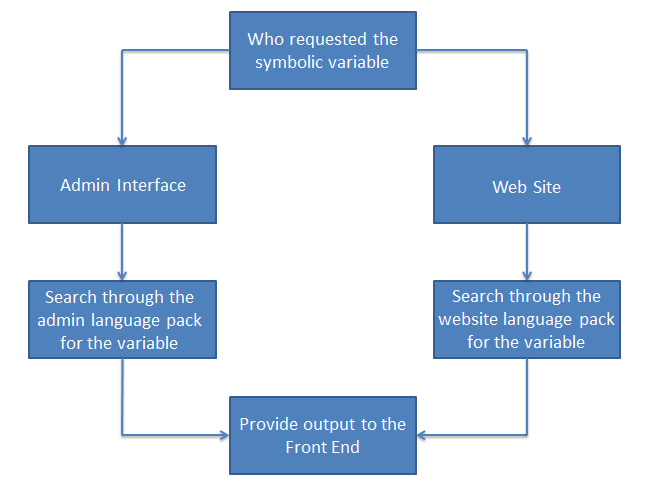 Who requested the
symbolic variable
Admin Interface
Web Site
Search through the
admin language pack
for the variable
Search through the
website language pack
for the variable
Provide output to the
Front End